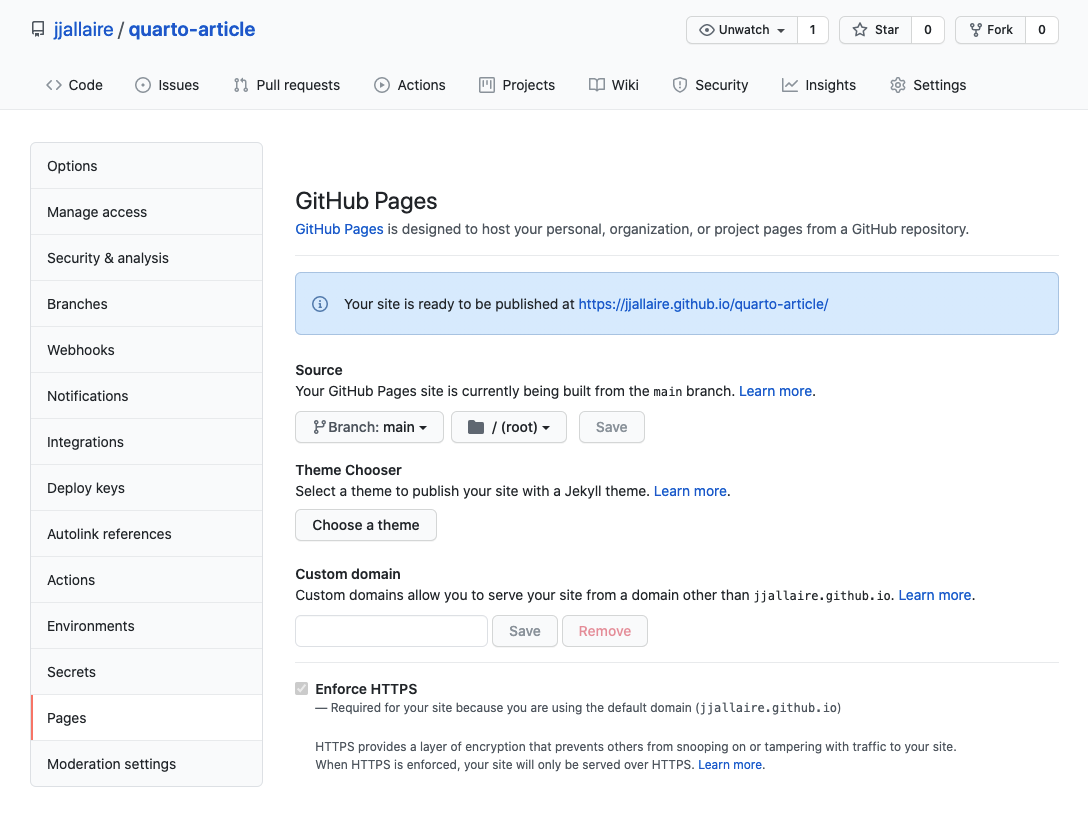 jjallaire / quarto-article
Unwatch 1 Star 0 Fork 0
Code Issues Pull requests Actions Projects Wiki Security Insights Settings
Options
Manage access
Security & analysis
Branches
Webhooks
Notifications
Integrations
Deploy keys
Autolink references
Actions
Environments
Secrets
Pages
Moderation settings
GitHub Pages
GitHub Pages is designed to host your personal, organization, or project pages from a GitHub repository.
Your site is ready to be published at https://jjallaire.github.io/quarto-article/
Source
Your GitHub Pages site is currently being built from the main branch. Learn more.
Branch: main / (root) Save
Theme Chooser
Select a theme to publish your site with a Jekyll theme. Learn more.
Choose a theme
Custom domain
Custom domains allow you to serve your site from a domain other than jjallaire.github.io. Learn more.
Save Remove
Enforce HTTPS
— Required for your site because you are using the default domain (jjallaire.github.io)
HTTPS provides a layer of encryption that prevents others from snooping on or tampering with traffic to your site.
When HTTPS is enforced, your site will only be served over HTTPS. Learn more.